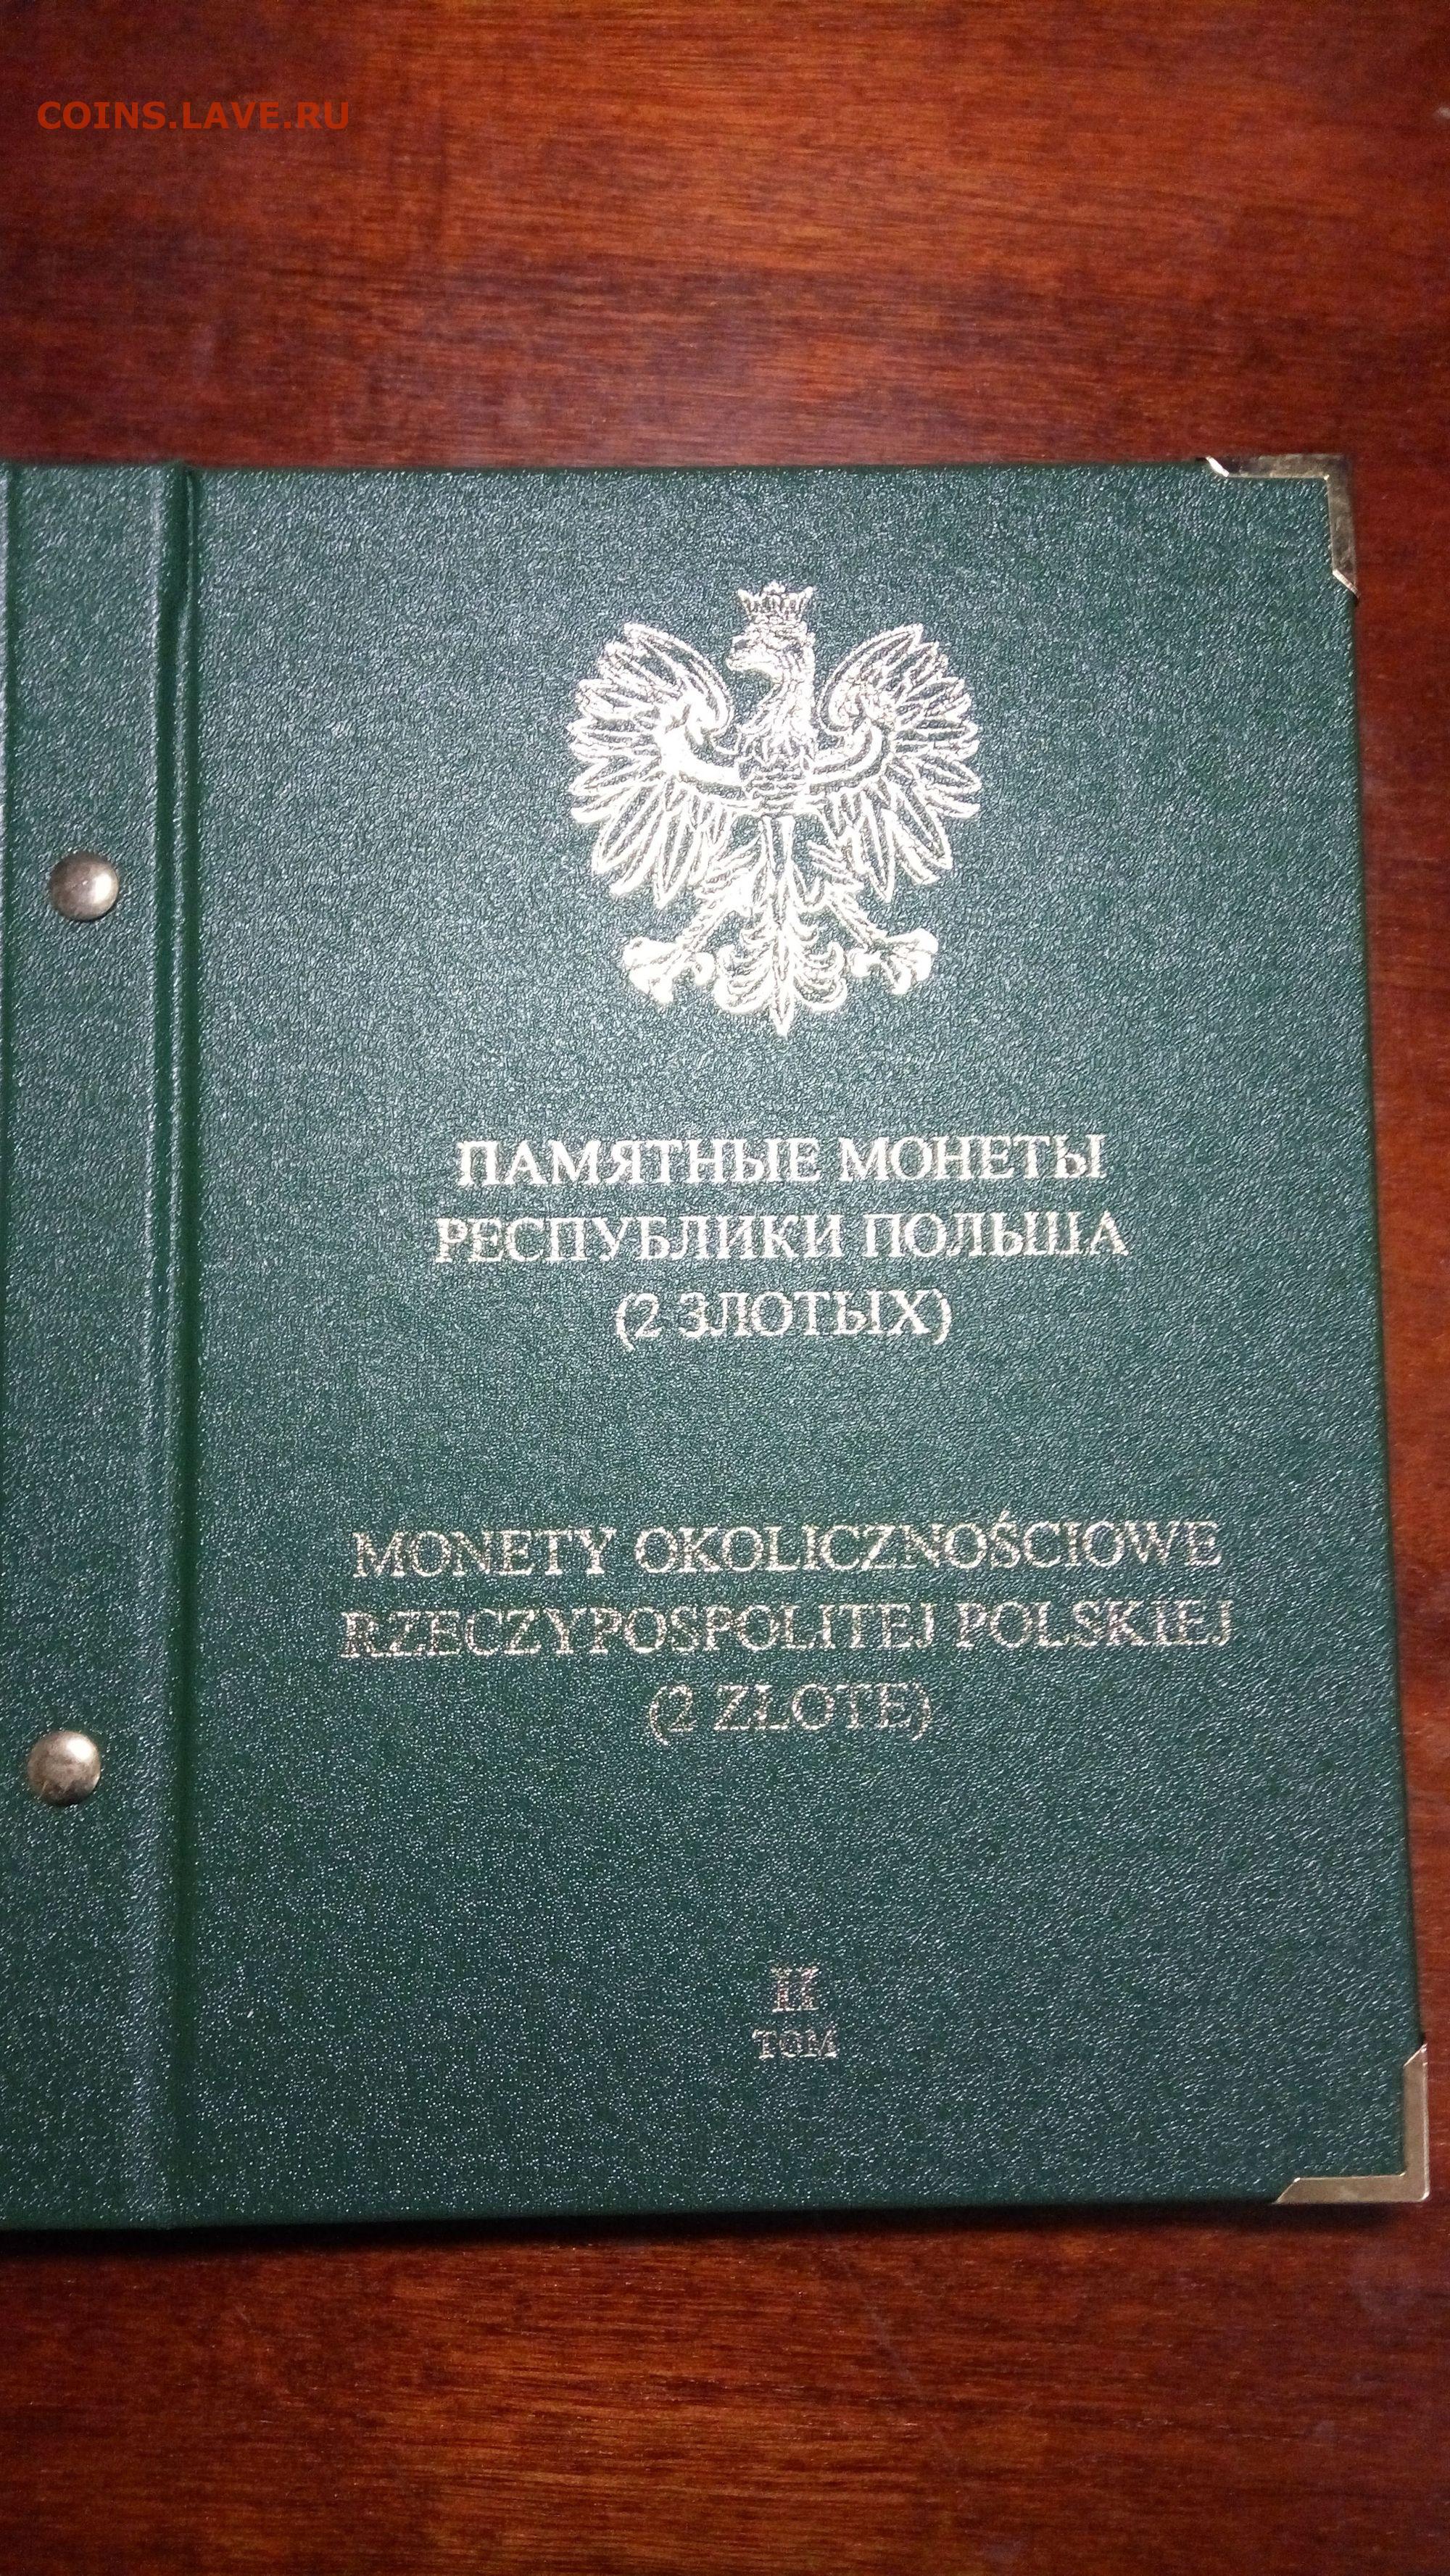 COINS.LAVE.RU
ПАМЯТНЫЕ МОНЕТЫ
РЕСПУБЛИКИ ПОЛЬША
(2 ЗЛОТЫХ)
MONETY OKOLICZNOŚCIOWE
RZECZYPOSPOLITEJ POLSKIEJ
(2 ZŁOTE)
II
ТОМ